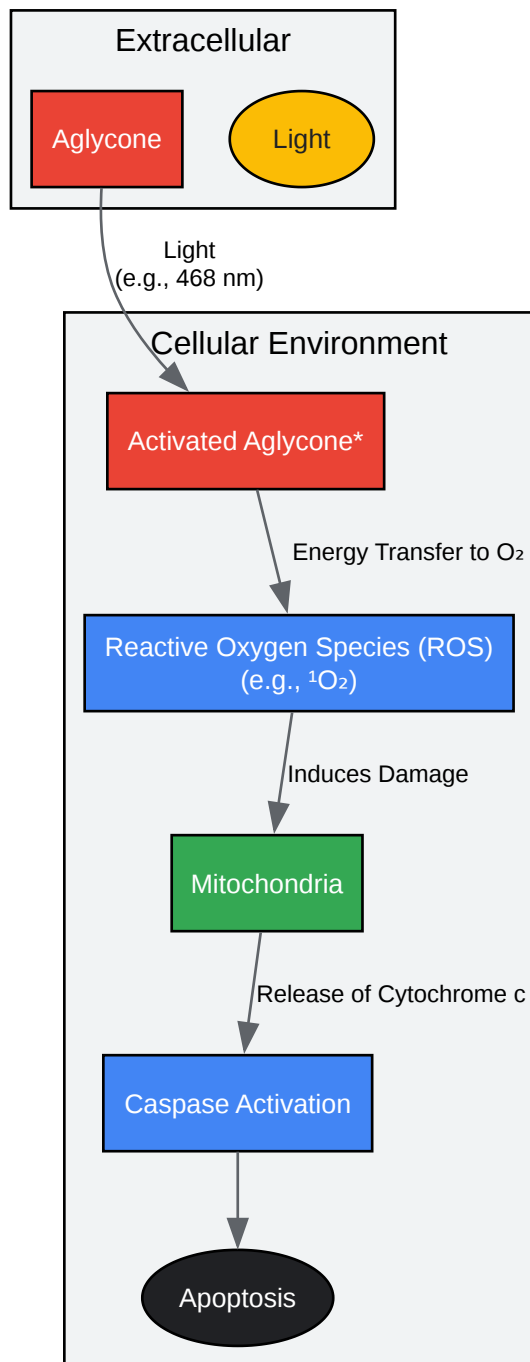 Extracellular
Aglycone
Light
Light
(e.g., 468 nm)
Cellular Environment
Activated Aglycone*
Energy Transfer to O₂
Reactive Oxygen Species (ROS)
(e.g., ¹O₂)
Induces Damage
Mitochondria
Release of Cytochrome c
Caspase Activation
Apoptosis